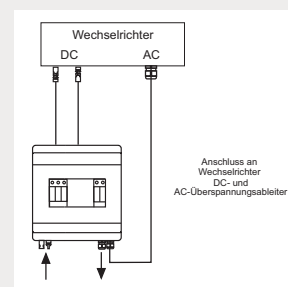 Wechselrichter
DC AC
Anschluss an
Wechselrichter
DC- und
AC-Überspannungsableiter